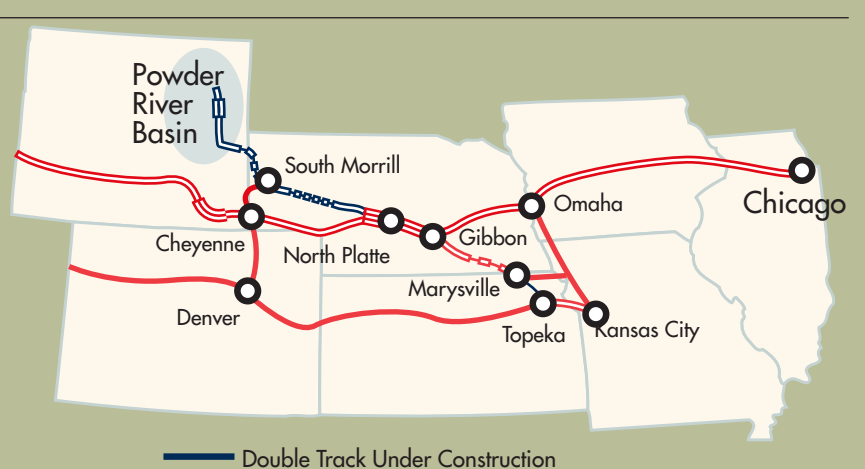 Powder
River
Basin
South Morrill
Omaha
Chicago
Cheyenne
North Platte
Gibbon
Marysville
Denver
Topeka
Kansas City
Double Track Under Construction